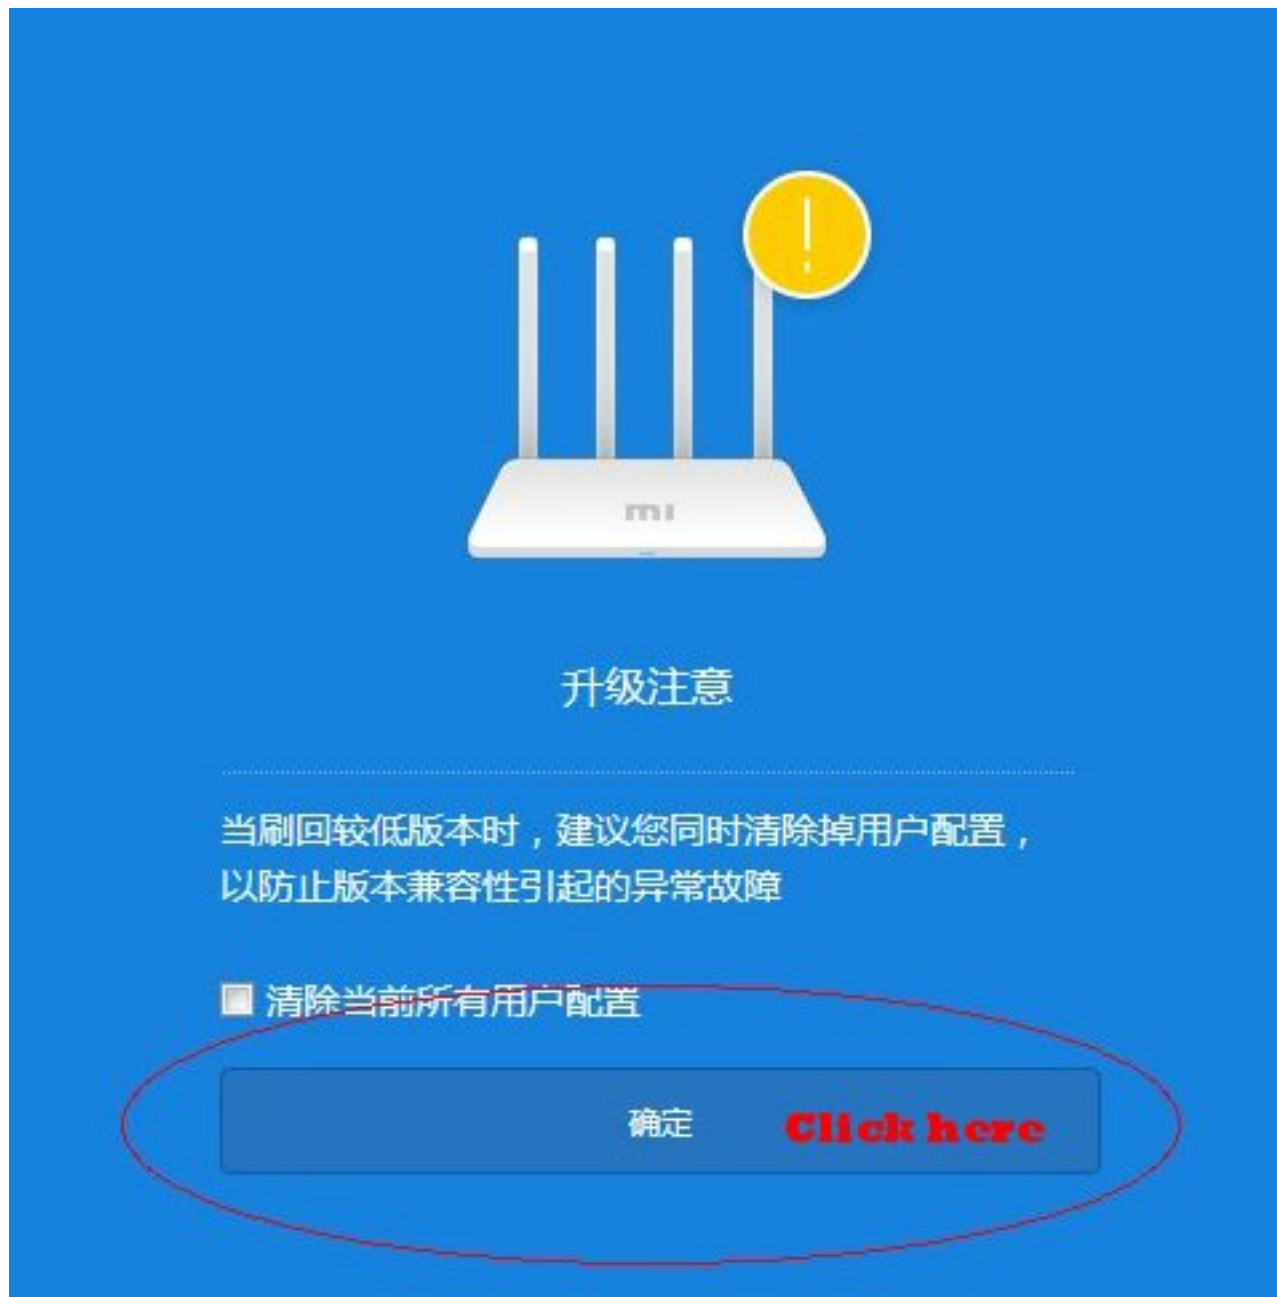 mi
升级注意
当刷回较低版本时，建议您同时清除掉用户配置，
以防止版本兼容性引起的异常故障
清除当前所有用户配置
确定 Click here